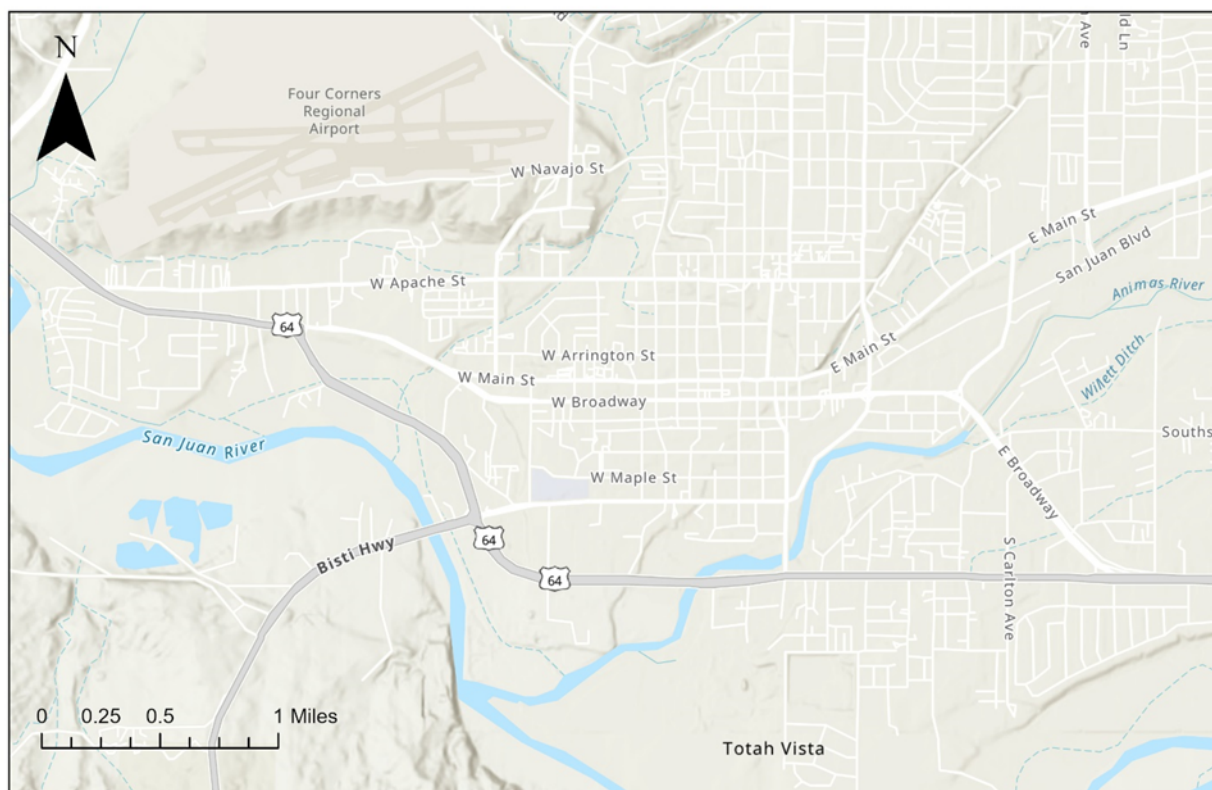 N
Four Corners
Regional
Airport
W Navajo St
Ave
ld Ln
E Main St
San Juan Blvd
Animas River
W Apache St
64
W Arrington St
E Main St
W Main St
W Broadway
Willett Ditch
San Juan River
Souths
W Maple St
E Broadway
Bisti Hwy
64
64
S Carlton Ave
0 0.25 0.5 1 Miles
Totah Vista